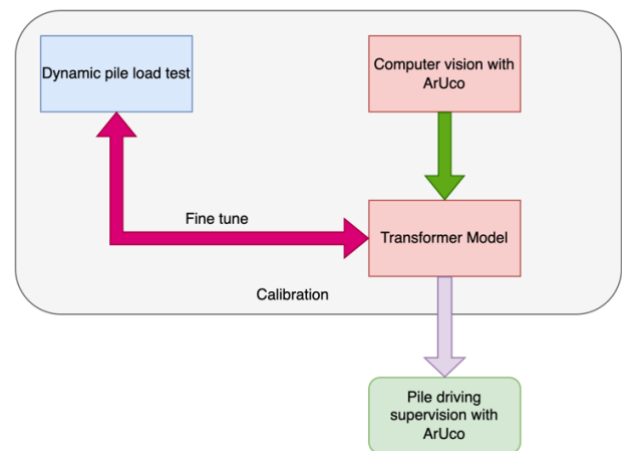 Dynamic pile load test
Computer vision with
ArUco
Fine tune
Transformer Model
Calibration
Pile driving
supervision with
ArUco